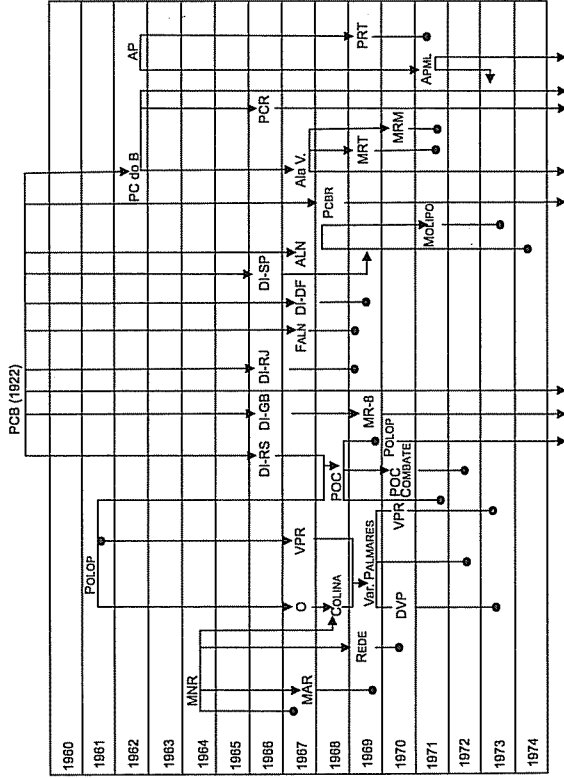 PCB (1922)
1960
1961
1962
1963
1964
1965
1966
1967
1968
1969
1970
1971
1972
1973
1974
POLOP
PC do B
AP
MNR
DI-RS
DI-GB
DI-RJ
DI-SP
PCR
MAR
O
VPR
FALN
DI-DF
ALN
Ala V.
COLINA
POC
PCBR
REDE
Var. PALMARES
MR-8
MRT
PRT
DVP
VPR
POC
COMBATE
POLOP
MRM
MOLIPO
APML